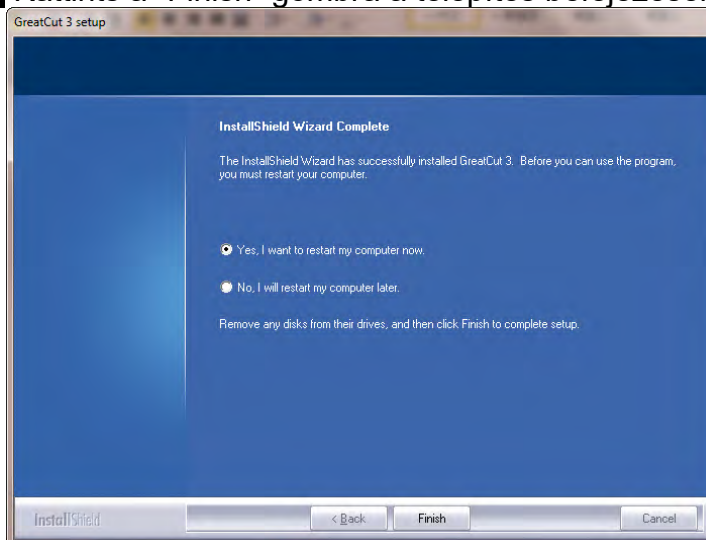 GreatCut 3 setup
InstallShield Wizard Complete
The InstallShield Wizard has successfully installed GreatCut 3. Before you can use the program,
you must restart your computer.
Yes, I want to restart my computer now.
No, I will restart my computer later.
Remove any disks from their drives, and then click Finish to complete setup.
InstallShield
< Back
Finish
Cancel